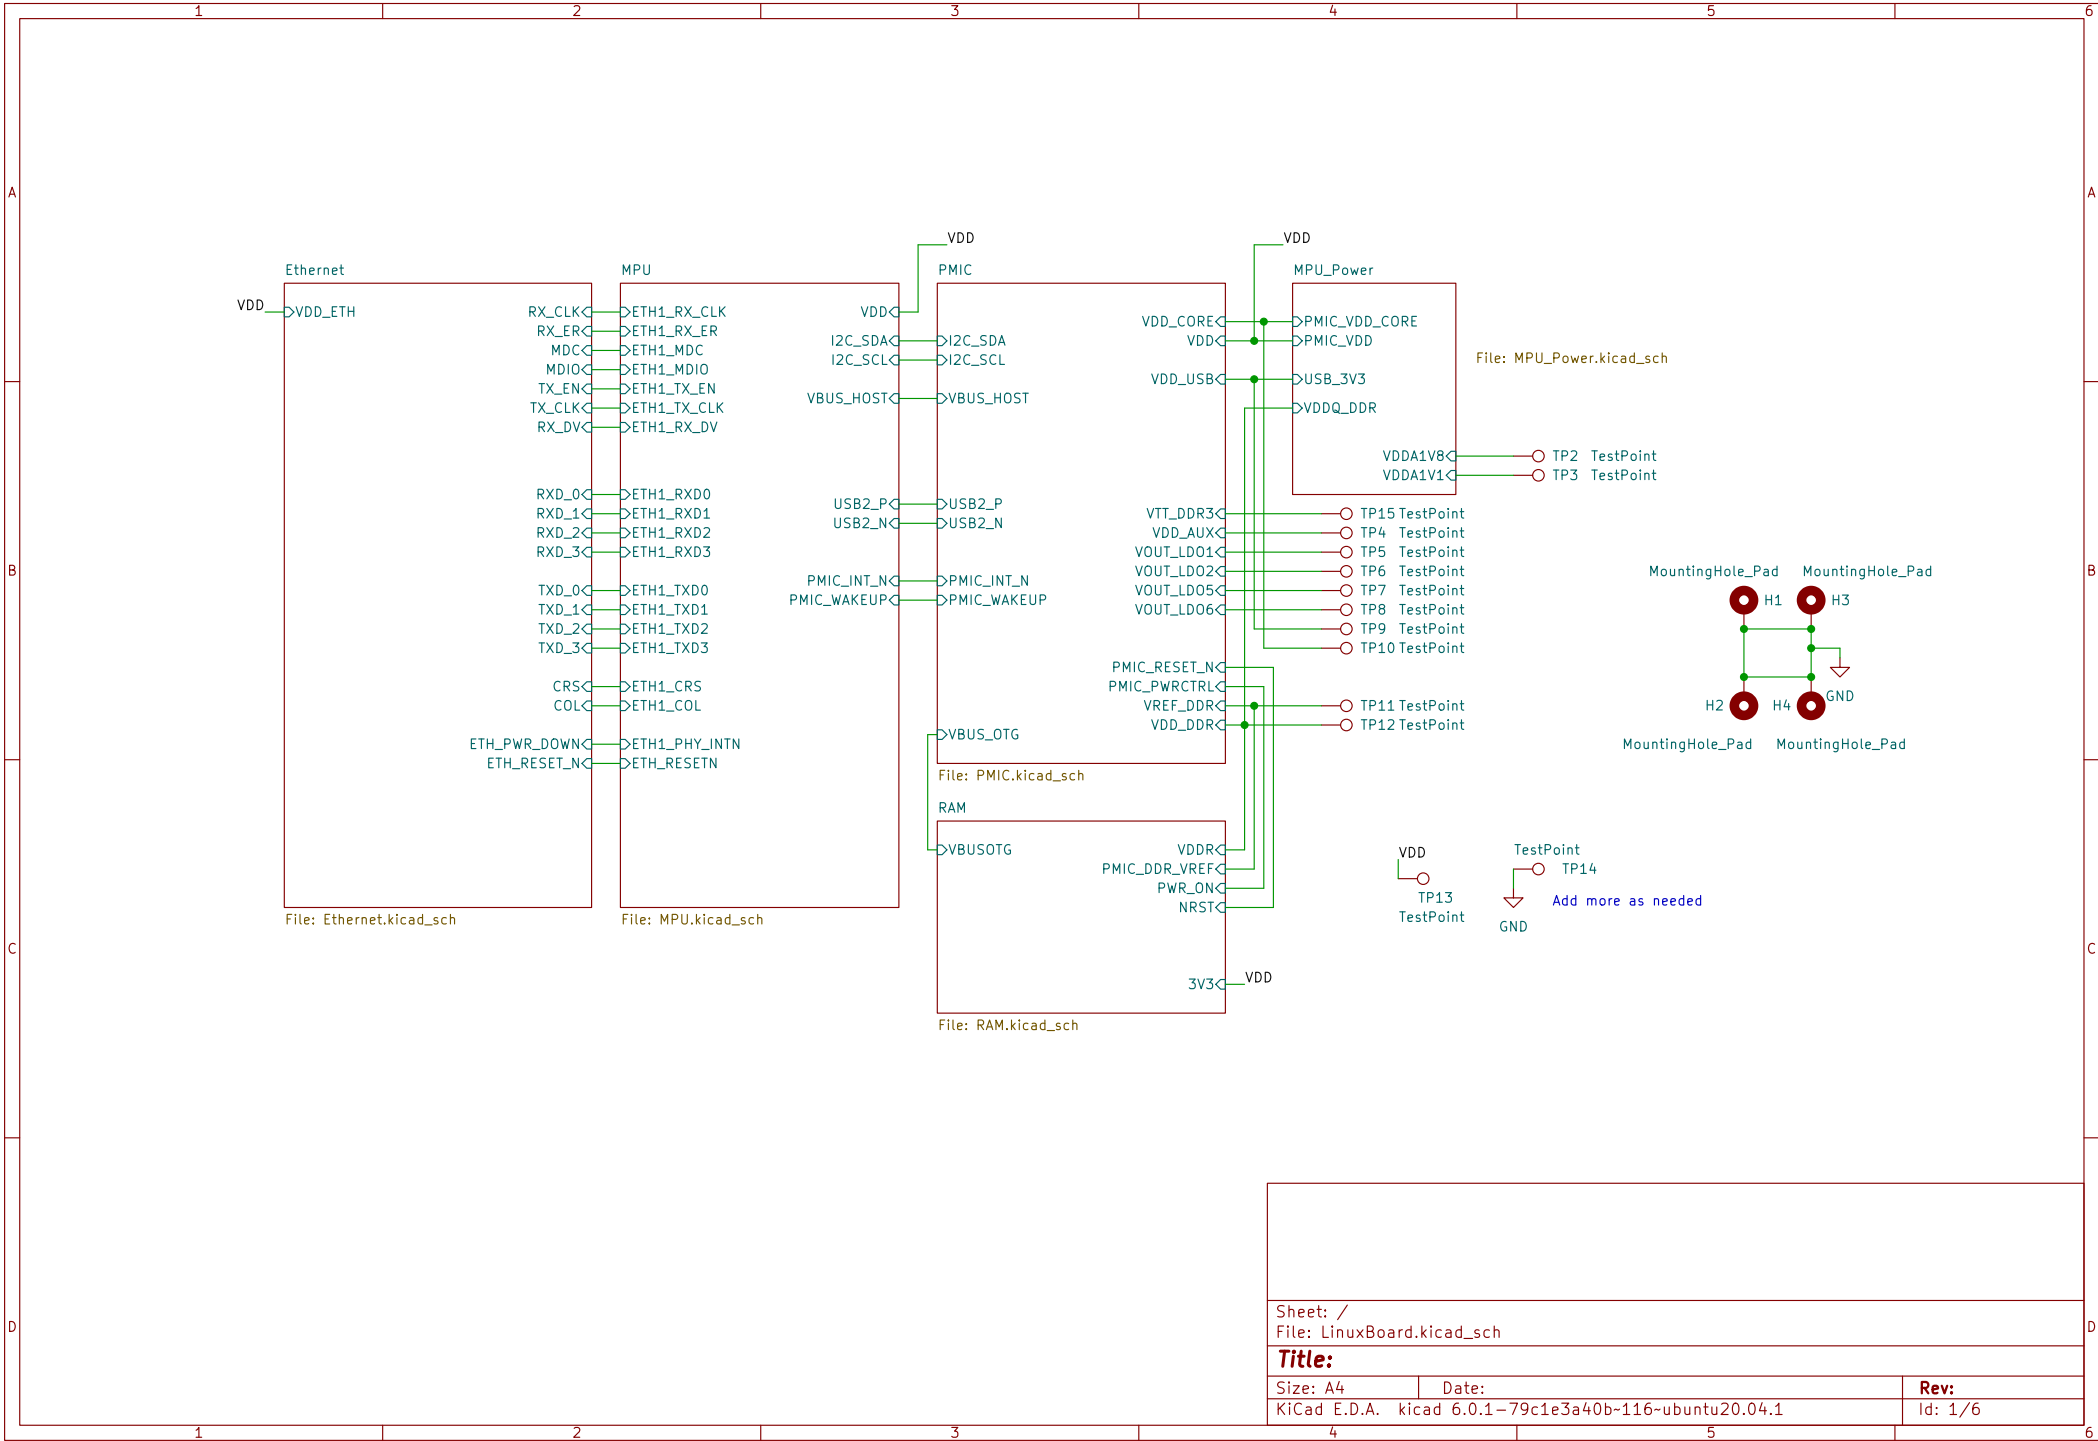 1 2 3 4 5 6
A A
B B
C C
D D
Ethernet
VDD
VDD_ETH
RX_CLK
RX_ER
MDC
MDIO
TX_EN
TX_CLK
RX_DV
RXD_0
RXD_1
RXD_2
RXD_3
TXD_0
TXD_1
TXD_2
TXD_3
CRS
COL
ETH_PWR_DOWN
ETH_RESET_N
File: Ethernet.kicad_sch
MPU
ETH1_RX_CLK
ETH1_RX_ER
ETH1_MDC
ETH1_MDIO
ETH1_TX_EN
ETH1_TX_CLK
ETH1_RX_DV
ETH1_RXD0
ETH1_RXD1
ETH1_RXD2
ETH1_RXD3
ETH1_TXD0
ETH1_TXD1
ETH1_TXD2
ETH1_TXD3
ETH1_CRS
ETH1_COL
ETH1_PHY_INTN
ETH_RESETN
VDD
VDD
I2C_SDA
I2C_SCL
VBUS_HOST
USB2_P
USB2_N
PMIC_INT_N
PMIC_WAKEUP
File: MPU.kicad_sch
PMIC
I2C_SDA
I2C_SCL
VBUS_HOST
USB2_P
USB2_N
PMIC_INT_N
PMIC_WAKEUP
VBUS_OTG
VDD
VDD_CORE
VDD
VDD_USB
VTT_DDR3
VDD_AUX
VOUT_LDO1
VOUT_LDO2
VOUT_LDO5
VOUT_LDO6
PMIC_RESET_N
PMIC_PWRCTRL
VREF_DDR
VDD_DDR
File: PMIC.kicad_sch
MPU_Power
PMIC_VDD_CORE
PMIC_VDD
USB_3V3
VDDQ_DDR
VDDA1V8
VDDA1V1
File: MPU_Power.kicad_sch
TP2 TestPoint
TP3 TestPoint
TP15 TestPoint
TP4 TestPoint
TP5 TestPoint
TP6 TestPoint
TP7 TestPoint
TP8 TestPoint
TP9 TestPoint
TP10 TestPoint
TP11 TestPoint
TP12 TestPoint
RAM
VBUSOTG
VDDR
PMIC_DDR_VREF
PWR_ON
NRST
3V3
VDD
File: RAM.kicad_sch
MountingHole_Pad MountingHole_Pad
H1 H3
GND
H2 H4
MountingHole_Pad MountingHole_Pad
VDD
TP13
TestPoint
TestPoint
TP14
Add more as needed
GND
Sheet: /
File: LinuxBoard.kicad_sch
Title:
Size: A4 Date: Rev:
KiCad E.D.A. kicad 6.0.1-79c1e3a40b~116~ubuntu20.04.1 Id: 1/6
1 2 3 4 5 6